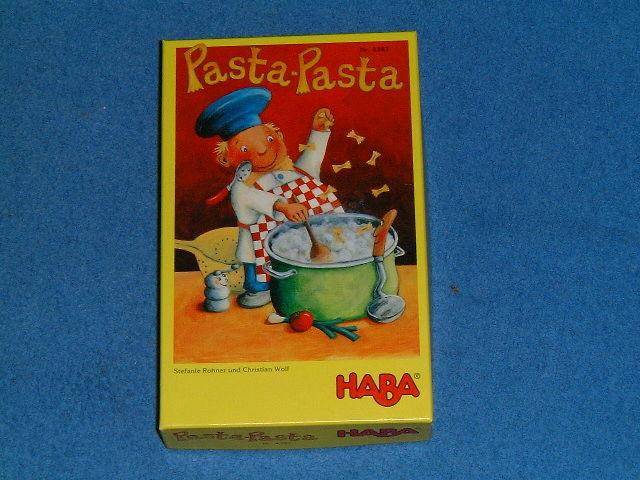 Pasta-Pasta
Stefanie Rohner und Christian Wolf
HABA®
Pasta-Pasta HABA